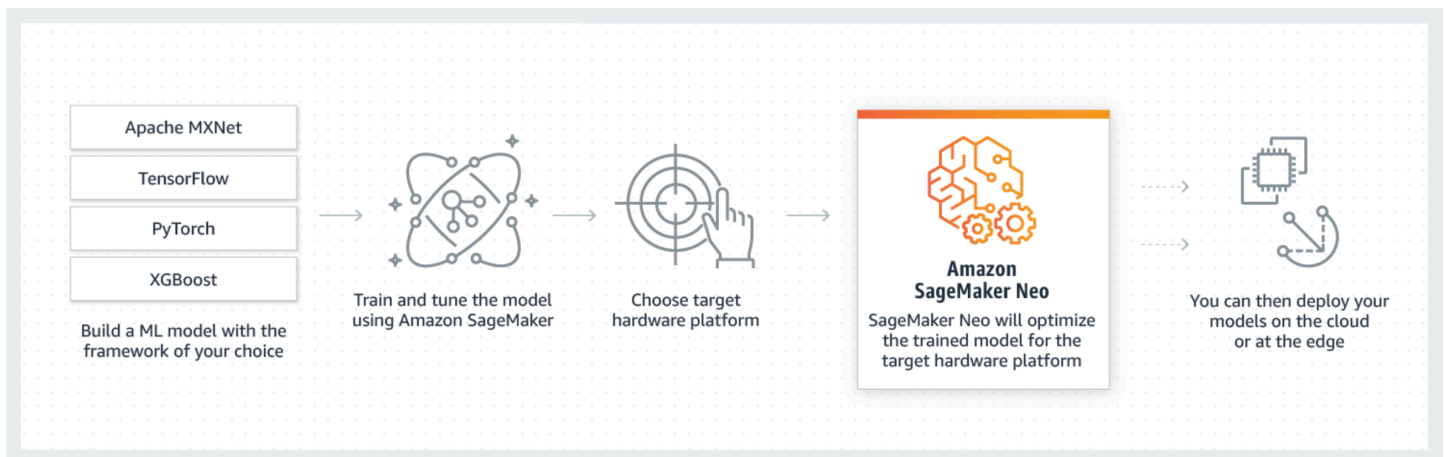 Apache MXNet
TensorFlow
PyTorch
XGBoost
Build a ML model with the
framework of your choice
Train and tune the model
using Amazon SageMaker
Choose target
hardware platform
Amazon
SageMaker Neo
SageMaker Neo will optimize
the trained model for the
target hardware platform
You can then deploy your
models on the cloud
or at the edge